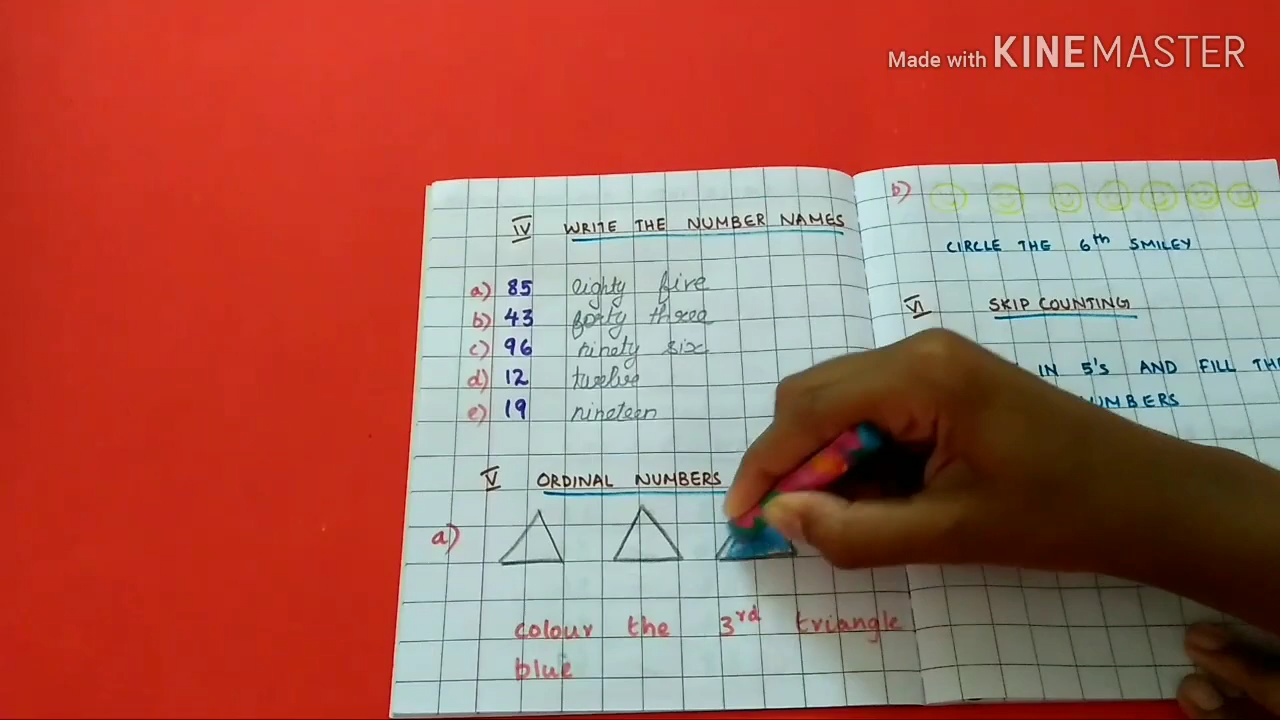 Made with KINEMASTER
IV WRITE THE NUMBER NAMES
a) 85 eighty five
b) 43 forty three
c) 96 ninety six
d) 12 twelve
e) 19 nineteen
V ORDINAL NUMBERS
a)
colour the 3rd triangle
blue
b)
CIRCLE THE 6th SMILEY
VI SKIP COUNTING
IN 5's AND FILL THE
NUMBERS